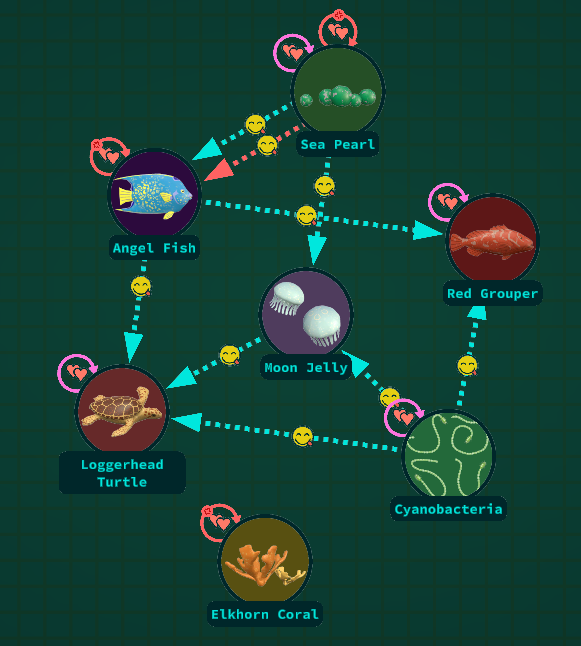 Sea Pearl
Angel Fish
Red Grouper
Moon Jelly
Loggerhead
Turtle
Cyanobacteria
Elkhorn Coral